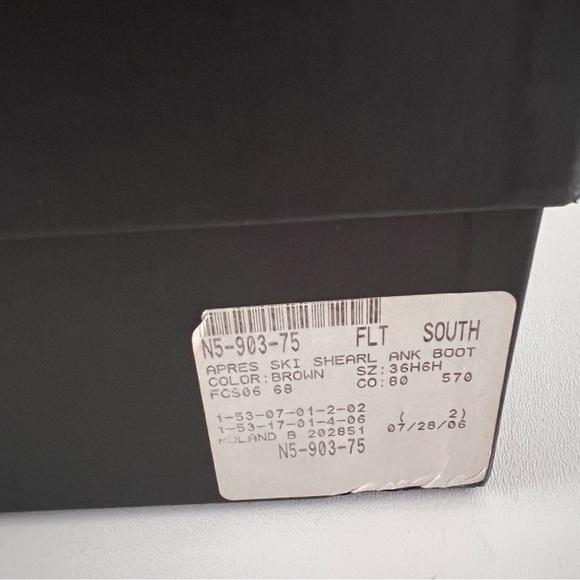 N5-903-75 FLT SOUTH
APRES SKI SHEARL ANK BOOT
COLOR:BROWN SZ:36H6H
FCS06 68 CO:80 570
1-53-07-01-2-02 ( 2)
1-53-17-01-4-06 07/28/06
MULAND B 202851
N5-903-75